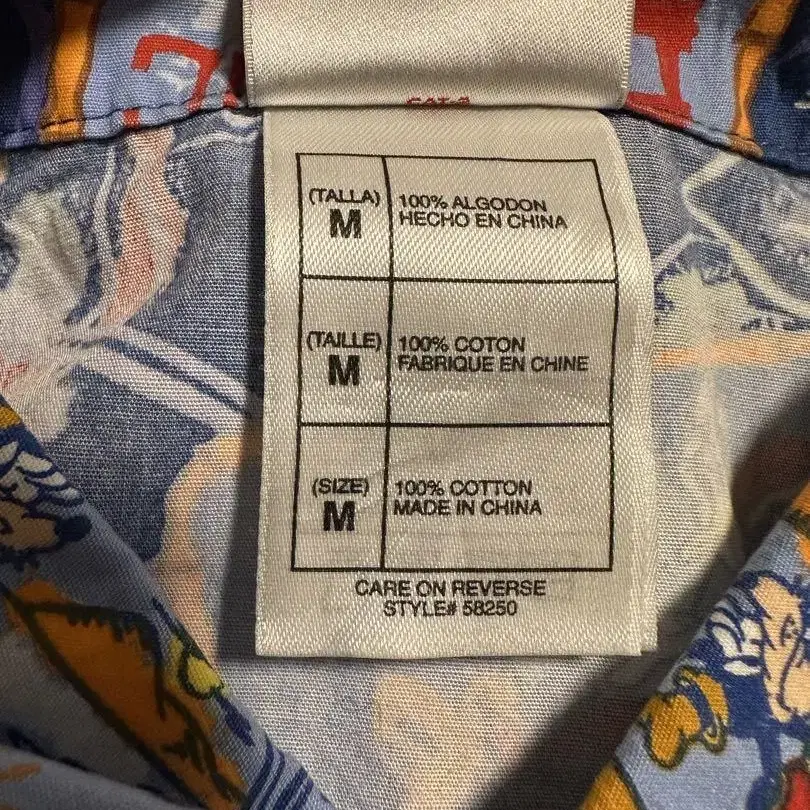 (TALLA)
M
100% ALGODON
HECHO EN CHINA
(TAILLE)
M
100% COTON
FABRIQUE EN CHINE
(SIZE)
M
100% COTTON
MADE IN CHINA
CARE ON REVERSE
STYLE# 58250